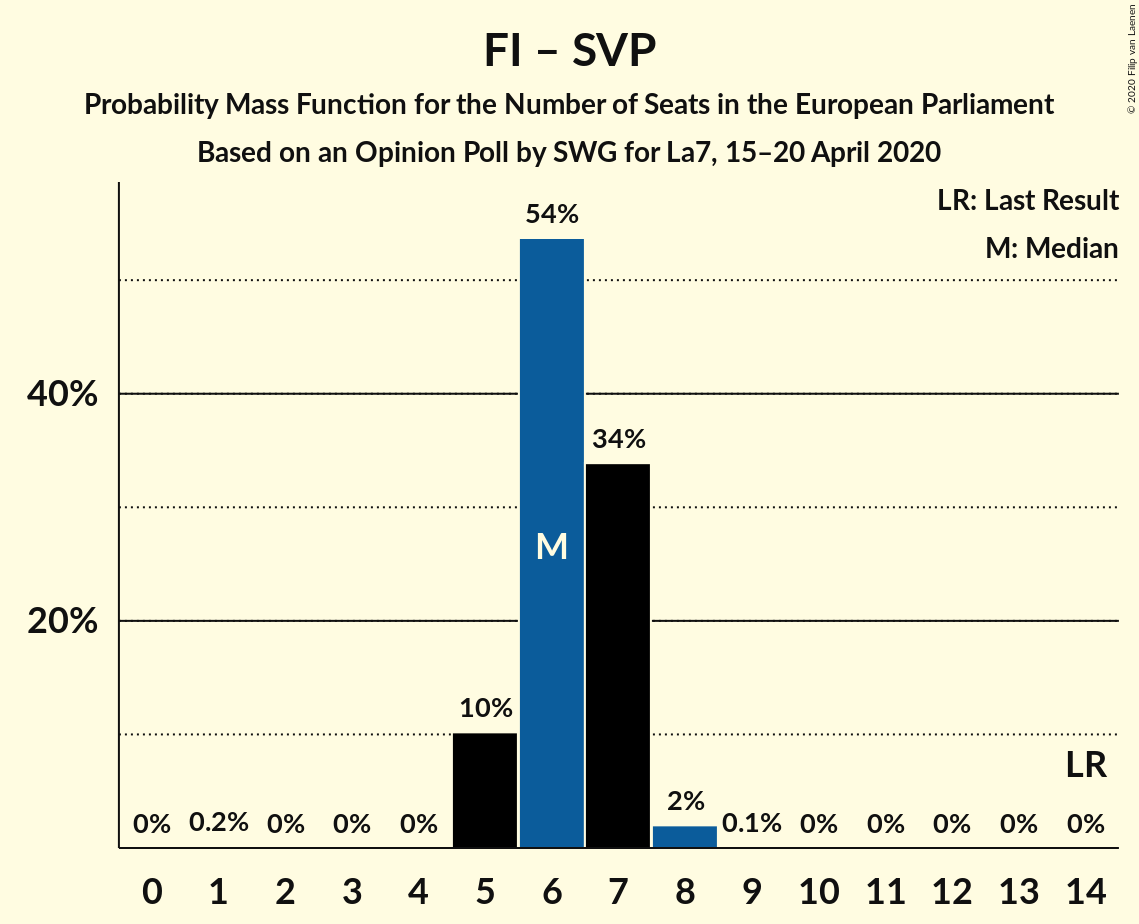 FI – SVP
Probability Mass Function for the Number of Seats in the European Parliament
Based on an Opinion Poll by SWG for La7, 15–20 April 2020
© 2020 Filip van Laenen
LR: Last Result
M: Median
54%
40%
34%
M
20%
10%
LR
0% 0.2% 0% 0% 0% 2% 0.1% 0% 0% 0% 0% 0%
0 1 2 3 4 5 6 7 8 9 10 11 12 13 14